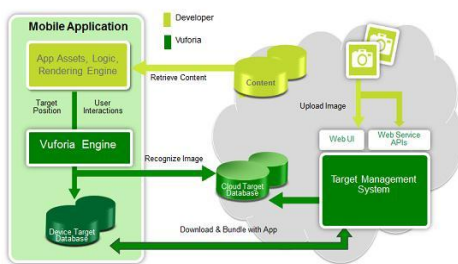 Mobile Application
Developer
Vuforia
App Assets, Logic,
Rendering Engine
Retrieve Content
Content
Upload Image
Target
Position
User
Interactions
Web UI
Web Service
APIs
Vuforia Engine
Recognize Image
Cloud Target
Database
Target Management
System
Device Target
Database
Download & Bundle with App